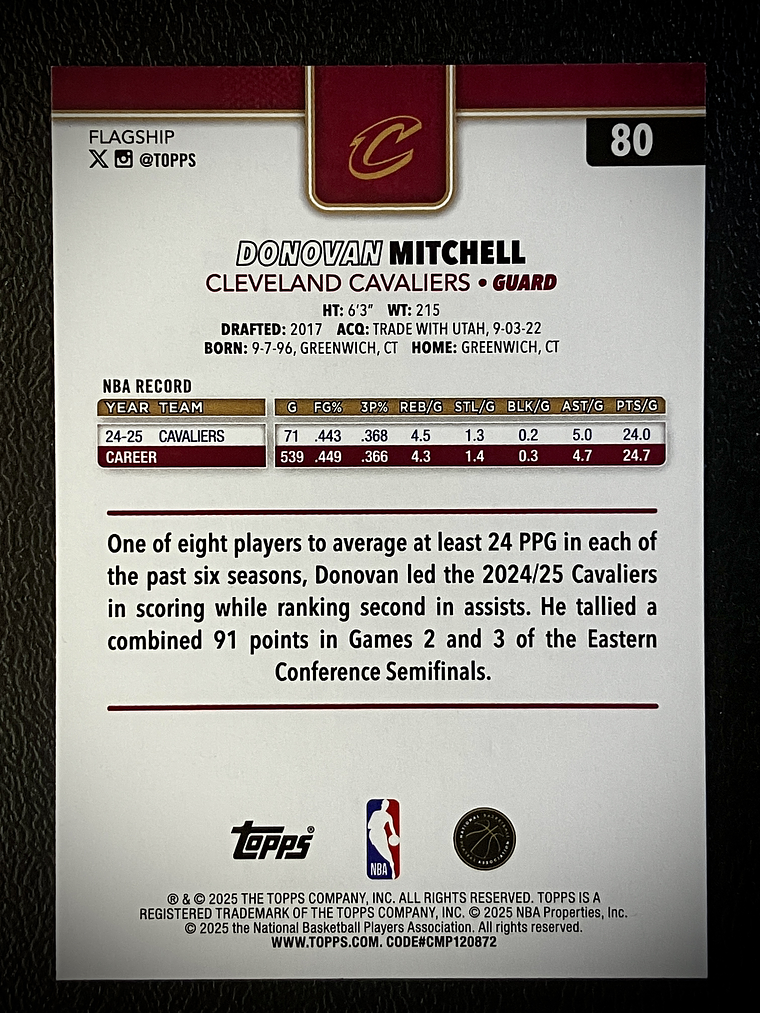 FLAGSHIP
@TOPPS
80
DONOVAN MITCHELL
CLEVELAND CAVALIERS • GUARD
HT: 6'3" WT: 215
DRAFTED: 2017 ACQ: TRADE WITH UTAH, 9-03-22
BORN: 9-7-96, GREENWICH, CT HOME: GREENWICH, CT
NBA RECORD
YEAR TEAM G FG% 3P% REB/G STL/G BLK/G AST/G PTS/G
24-25 CAVALIERS 71 .443 .368 4.5 1.3 0.2 5.0 24.0
CAREER 539 .449 .366 4.3 1.4 0.3 4.7 24.7
One of eight players to average at least 24 PPG in each of
the past six seasons, Donovan led the 2024/25 Cavaliers
in scoring while ranking second in assists. He tallied a
combined 91 points in Games 2 and 3 of the Eastern
Conference Semifinals.
Topps®
NBA
NATIONAL BASKETBALL PLAYERS ASSOCIATION
® & © 2025 THE TOPPS COMPANY, INC. ALL RIGHTS RESERVED. TOPPS IS A
REGISTERED TRADEMARK OF THE TOPPS COMPANY, INC. © 2025 NBA Properties, Inc.
© 2025 the National Basketball Players Association. All rights reserved.
WWW.TOPPS.COM. CODE#CMP120872